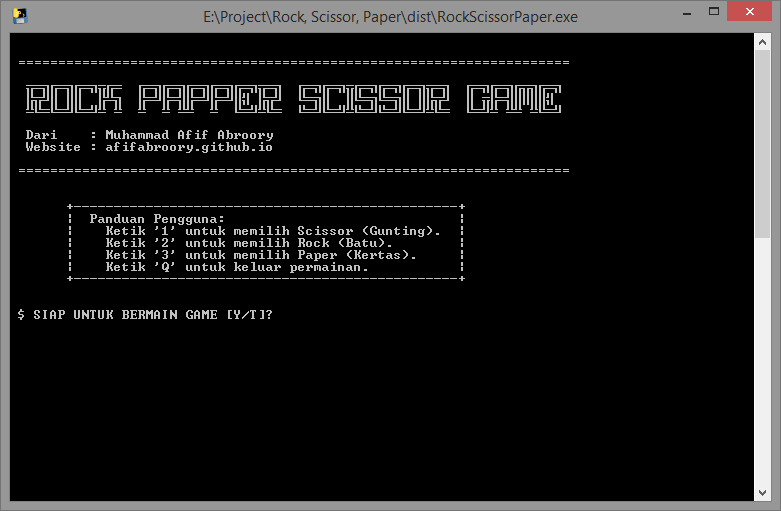 E:\Project\Rock, Scissor, Paper\dist\RockScissorPaper.exe
======================================================================
ROCK PAPPER SCISSOR GAME
Dari    : Muhammad Afif Abroory
Website : afifabroory.github.io
======================================================================
+------------------------------------------------+
¦  Panduan Pengguna:                             ¦
¦    Ketik '1' untuk memilih Scissor (Gunting).  ¦
¦    Ketik '2' untuk memilih Rock (Batu).        ¦
¦    Ketik '3' untuk memilih Paper (Kertas).     ¦
¦    Ketik 'Q' untuk keluar permainan.           ¦
+------------------------------------------------+
$ SIAP UNTUK BERMAIN GAME [Y/T]?